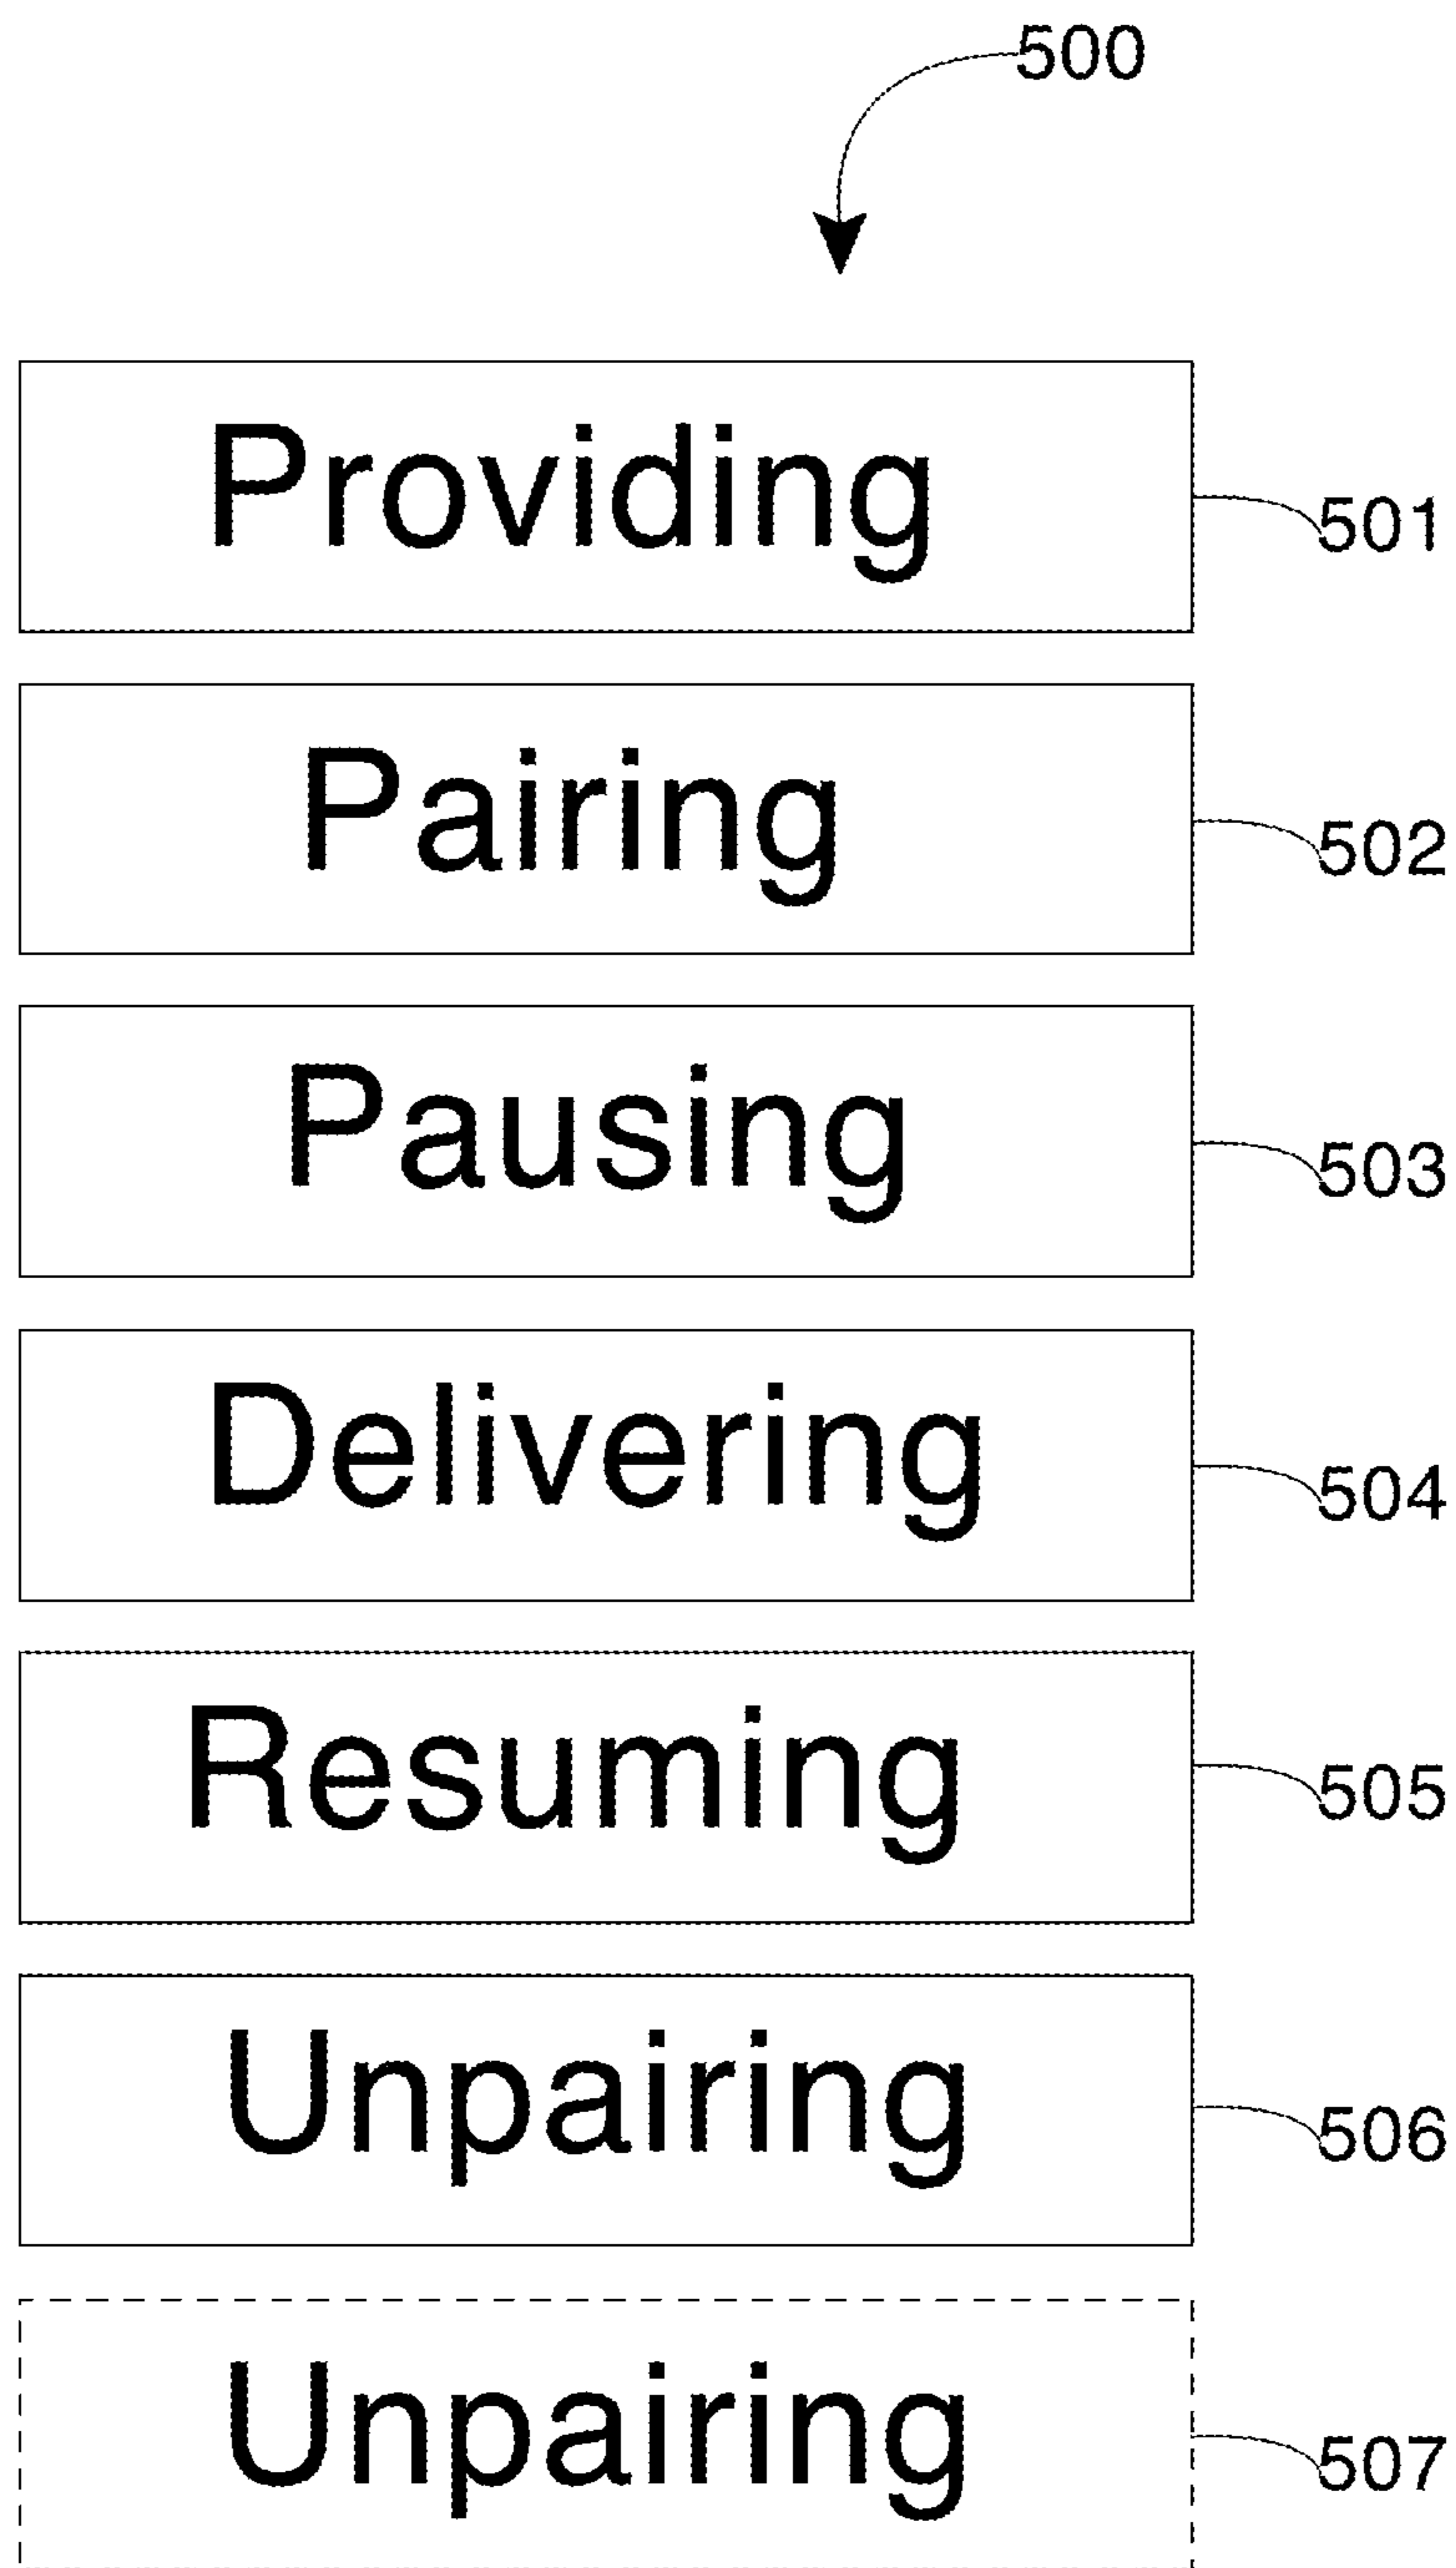 500
Providing 501
Pairing 502
Pausing 503
Delivering 504
Resuming 505
Unpairing 506
Unpairing 507